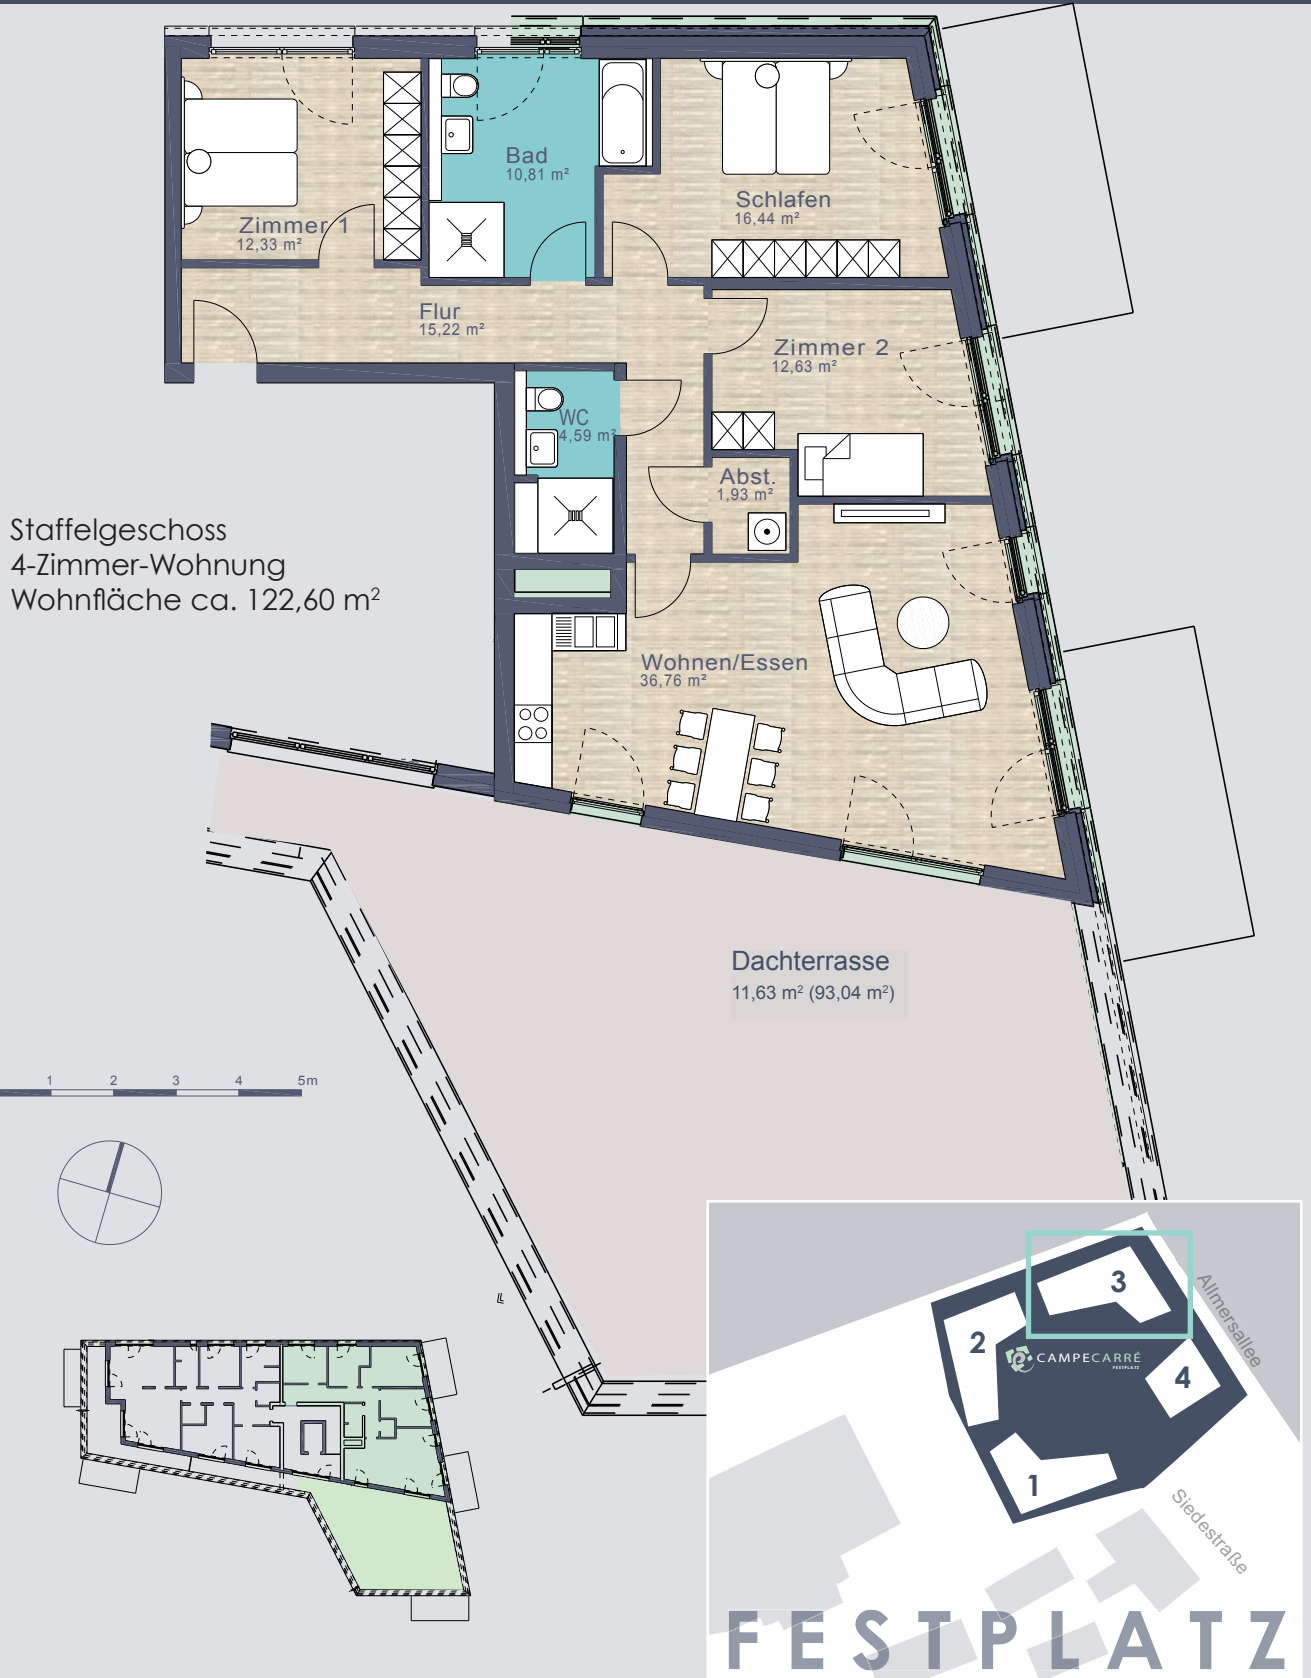 Bad
10,81 m²
Schlafen
16,44 m²
Zimmer 1
12,33 m²
Flur
15,22 m²
Zimmer 2
12,63 m²
WC
4,59 m²
Abst.
1,93 m²
Staffelgeschoss
4-Zimmer-Wohnung
Wohnfläche ca. 122,60 m²
Wohnen/Essen
36,76 m²
Dachterrasse
11,63 m² (93,04 m²)
1 2 3 4 5m
3
Allmersallee
2
CAMPECARRÉ
FESTPLATZ
4
1
Siedestraße
FESTPLATZ